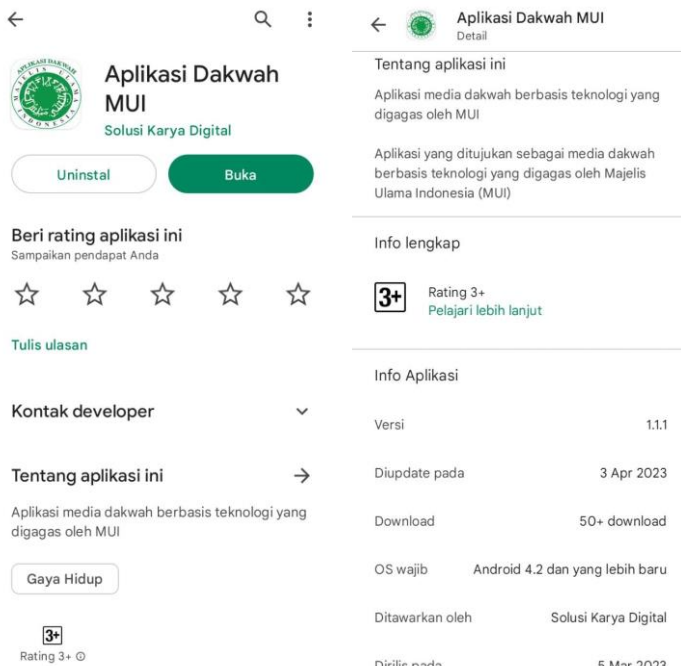 Aplikasi Dakwah
MUI
Solusi Karya Digital
Uninstal
Buka
Beri rating aplikasi ini
Sampaikan pendapat Anda
Tulis ulasan
Kontak developer
Tentang aplikasi ini
Aplikasi media dakwah berbasis teknologi yang
digagas oleh MUI
Gaya Hidup
3+
Rating 3+
Aplikasi Dakwah MUI
Detail
Tentang aplikasi ini
Aplikasi media dakwah berbasis teknologi yang
digagas oleh MUI
Aplikasi yang ditujukan sebagai media dakwah
berbasis teknologi yang digagas oleh Majelis
Ulama Indonesia (MUI)
Info lengkap
3+
Rating 3+
Pelajari lebih lanjut
Info Aplikasi
Versi 1.1.1
Diupdate pada 3 Apr 2023
Download 50+ download
OS wajib Android 4.2 dan yang lebih baru
Ditawarkan oleh Solusi Karya Digital
Dirilis pada 5 Mar 2023